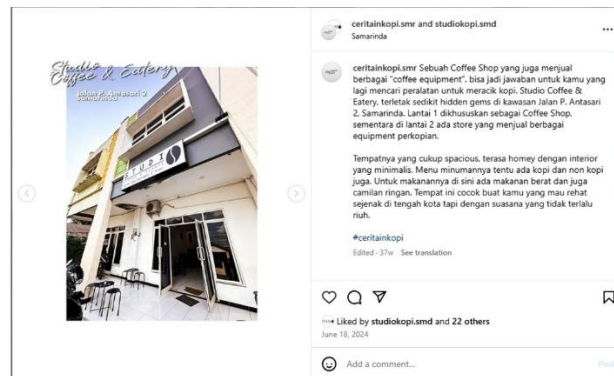 Studio
Coffee & Eatery
Jalan P. Antasari 2
Samarinda
STUDIO
ceritainkopi.smr and studiokopi.smd
Samarinda
ceritainkopi.smr Sebuah Coffee Shop yang juga menjual
berbagai "coffee equipment", bisa jadi jawaban untuk kamu yang
lagi mencari peralatan untuk meracik kopi. Studio Coffee &
Eatery, terletak sedikit hidden gems di kawasan Jalan P. Antasari
2, Samarinda. Lantai 1 dikhususkan sebagai Coffee Shop,
sementara di lantai 2 ada store yang menjual berbagai
equipment perkopian.
Tempatnya yang cukup spacious, terasa homey dengan interior
yang minimalis. Menu minumannya tentu ada kopi dan non kopi
juga. Untuk makanannya di sini ada makanan berat dan juga
camilan ringan. Tempat ini cocok buat kamu yang mau rehat
sejenak di tengah kota tapi dengan suasana yang tidak terlalu
riuh.
#ceritainkopi
Edited · 37w See translation
Liked by studiokopi.smd and 22 others
June 18, 2024
Add a comment...
Post